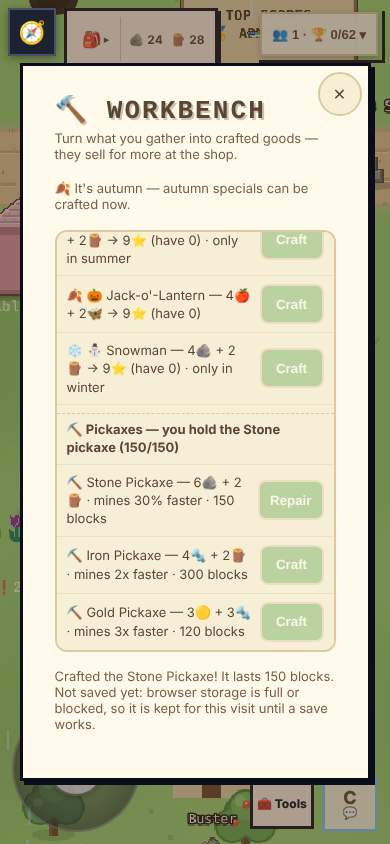 TOP SCORES
24 28
1 · 0/62 ▾
×
WORKBENCH
Turn what you gather into crafted goods —
they sell for more at the shop.
It's autumn — autumn specials can be
crafted now.
+ 2 → 9 (have 0) · only
in summer
Craft
Jack-o'-Lantern — 4
+ 2 → 9 (have 0)
Craft
Snowman — 4 + 2
→ 9 (have 0) · only in
winter
Craft
Pickaxes — you hold the Stone
pickaxe (150/150)
Stone Pickaxe — 6 + 2
· mines 30% faster · 150
blocks
Repair
Iron Pickaxe — 4 + 2
· mines 2x faster · 300 blocks
Craft
Gold Pickaxe — 3 + 3
· mines 3x faster · 120 blocks
Craft
Crafted the Stone Pickaxe! It lasts 150 blocks.
Not saved yet: browser storage is full or
blocked, so it is kept for this visit until a save
works.
Buster
Tools
C